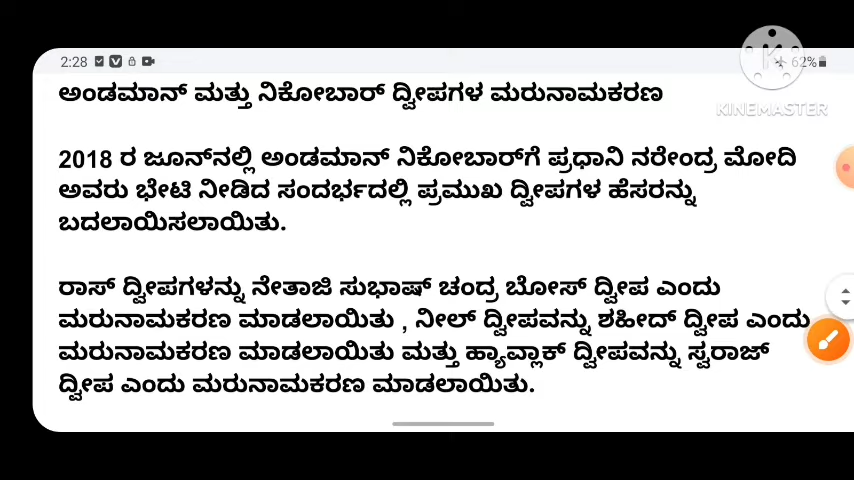 2:28
62%
KINEMASTER
ಅಂಡಮಾನ್ ಮತ್ತು ನಿಕೋಬಾರ್ ದ್ವೀಪಗಳ ಮರುನಾಮಕರಣ
2018 ರ ಜೂನ್‌ನಲ್ಲಿ ಅಂಡಮಾನ್ ನಿಕೋಬಾರ್‌ಗೆ ಪ್ರಧಾನಿ ನರೇಂದ್ರ ಮೋದಿ
ಅವರು ಭೇಟಿ ನೀಡಿದ ಸಂದರ್ಭದಲ್ಲಿ ಪ್ರಮುಖ ದ್ವೀಪಗಳ ಹೆಸರನ್ನು
ಬದಲಾಯಿಸಲಾಯಿತು.
ರಾಸ್ ದ್ವೀಪಗಳನ್ನು ನೇತಾಜಿ ಸುಭಾಷ್ ಚಂದ್ರ ಬೋಸ್ ದ್ವೀಪ ಎಂದು
ಮರುನಾಮಕರಣ ಮಾಡಲಾಯಿತು , ನೀಲ್ ದ್ವೀಪವನ್ನು ಶಹೀದ್ ದ್ವೀಪ ಎಂದು
ಮರುನಾಮಕರಣ ಮಾಡಲಾಯಿತು ಮತ್ತು ಹ್ಯಾವ್ಲಾಕ್ ದ್ವೀಪವನ್ನು ಸ್ವರಾಜ್
ದ್ವೀಪ ಎಂದು ಮರುನಾಮಕರಣ ಮಾಡಲಾಯಿತು.